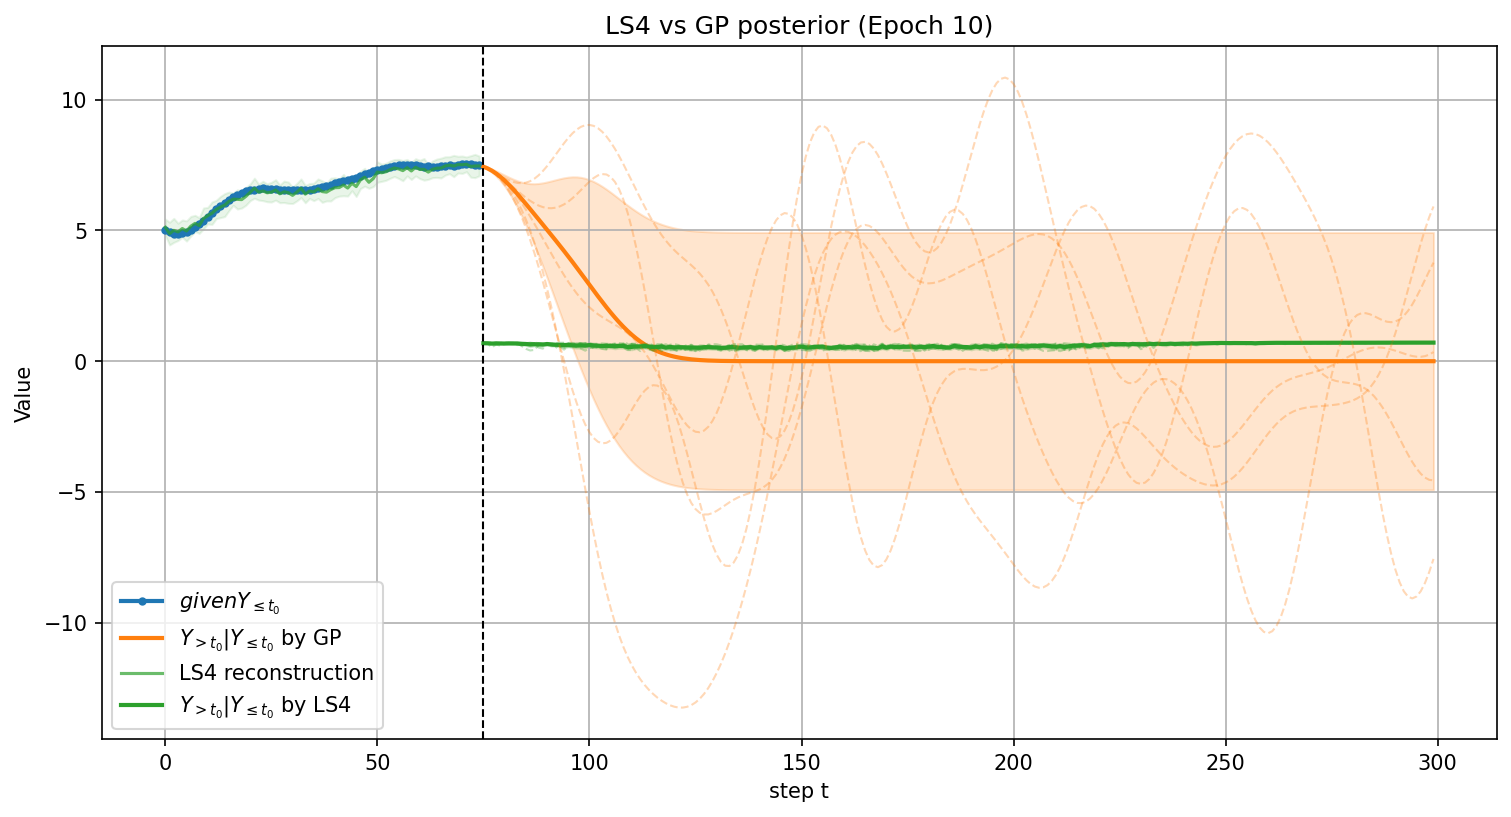 LS4 vs GP posterior (Epoch 10)
Value
10
5
0
−5
−10
givenY≤t₀
Y>t₀|Y≤t₀ by GP
LS4 reconstruction
Y>t₀|Y≤t₀ by LS4
0 50 100 150 200 250 300
step t